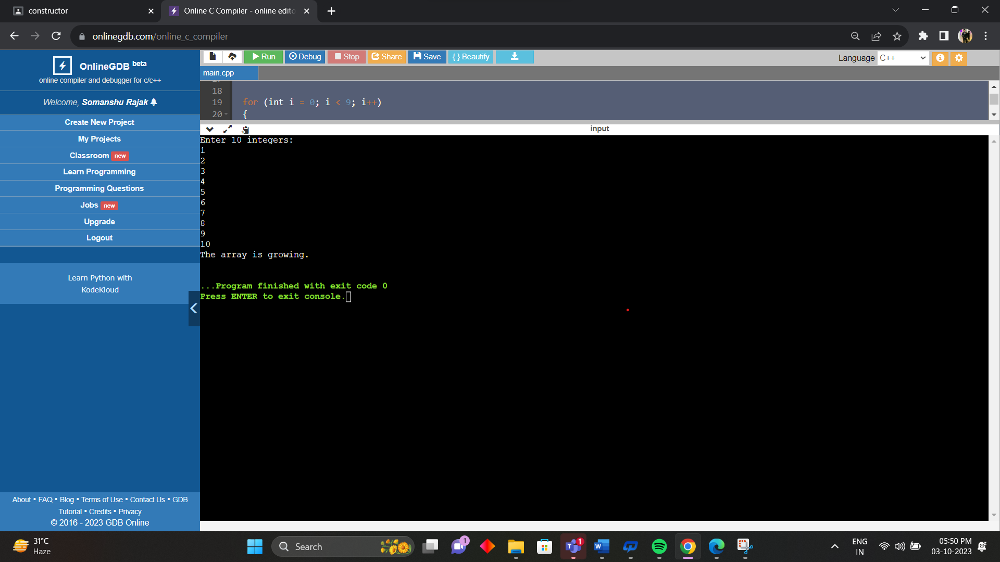 constructor
Online C Compiler - online edito
onlinegdb.com/online_c_compiler
OnlineGDB beta
online compiler and debugger for c/c++
Welcome, Somanshu Rajak
Create New Project
My Projects
Classroom new
Learn Programming
Programming Questions
Jobs new
Upgrade
Logout
Learn Python with
KodeKloud
About • FAQ • Blog • Terms of Use • Contact Us • GDB
Tutorial • Credits • Privacy
© 2016 - 2023 GDB Online
Run Debug Stop Share Save { } Beautify
Language C++
main.cpp
18
19 for (int i = 0; i < 9; i++)
20 {
input
Enter 10 integers:
1
2
3
4
5
6
7
8
9
10
The array is growing.
...Program finished with exit code 0
Press ENTER to exit console.
31°C
Haze
Search
1
1
W
ENG
IN
05:50 PM
03-10-2023